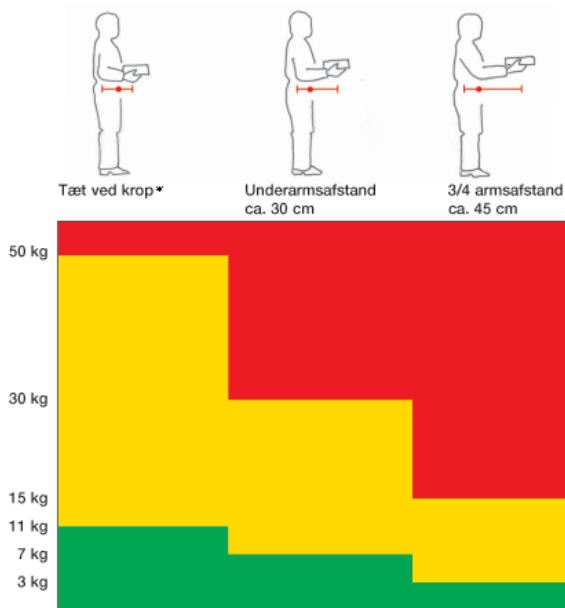 Tæt ved krop*
Underarmsafstand
ca. 30 cm
3/4 armsafstand
ca. 45 cm
50 kg
30 kg
15 kg
11 kg
7 kg
3 kg